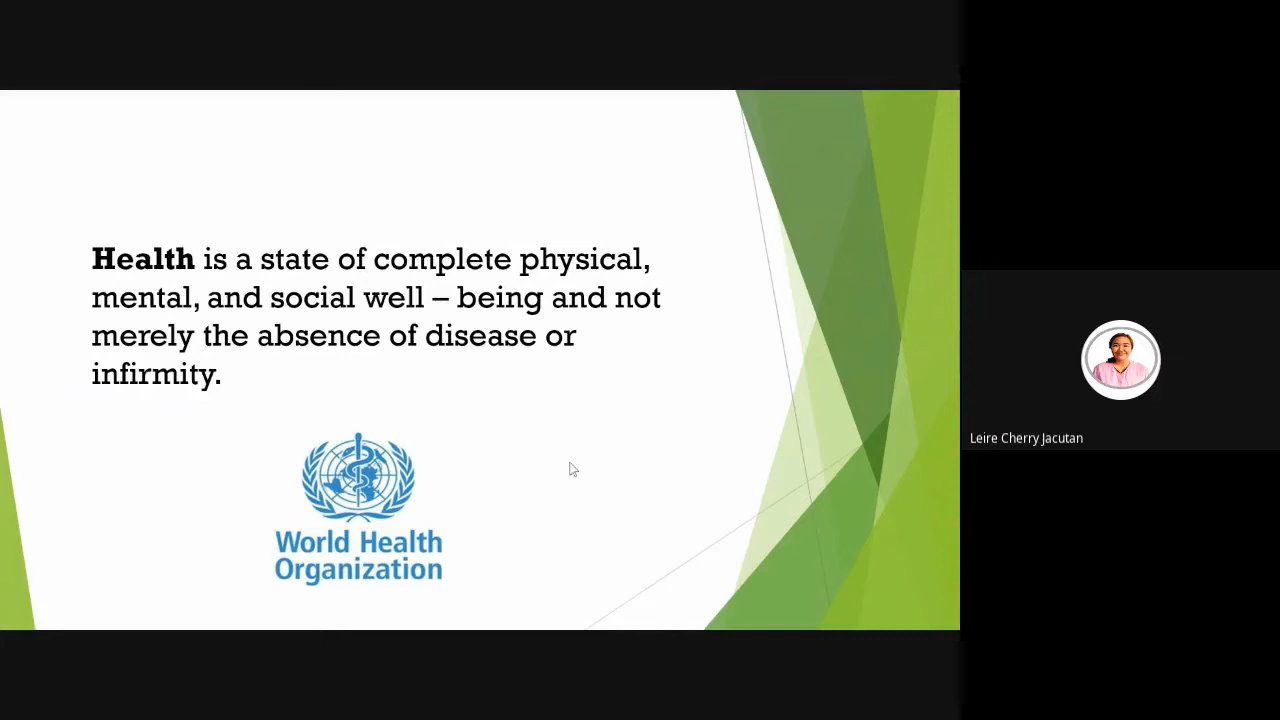 Health is a state of complete physical,
mental, and social well – being and not
merely the absence of disease or
infirmity.
World Health
Organization
Leire Cherry Jacutan